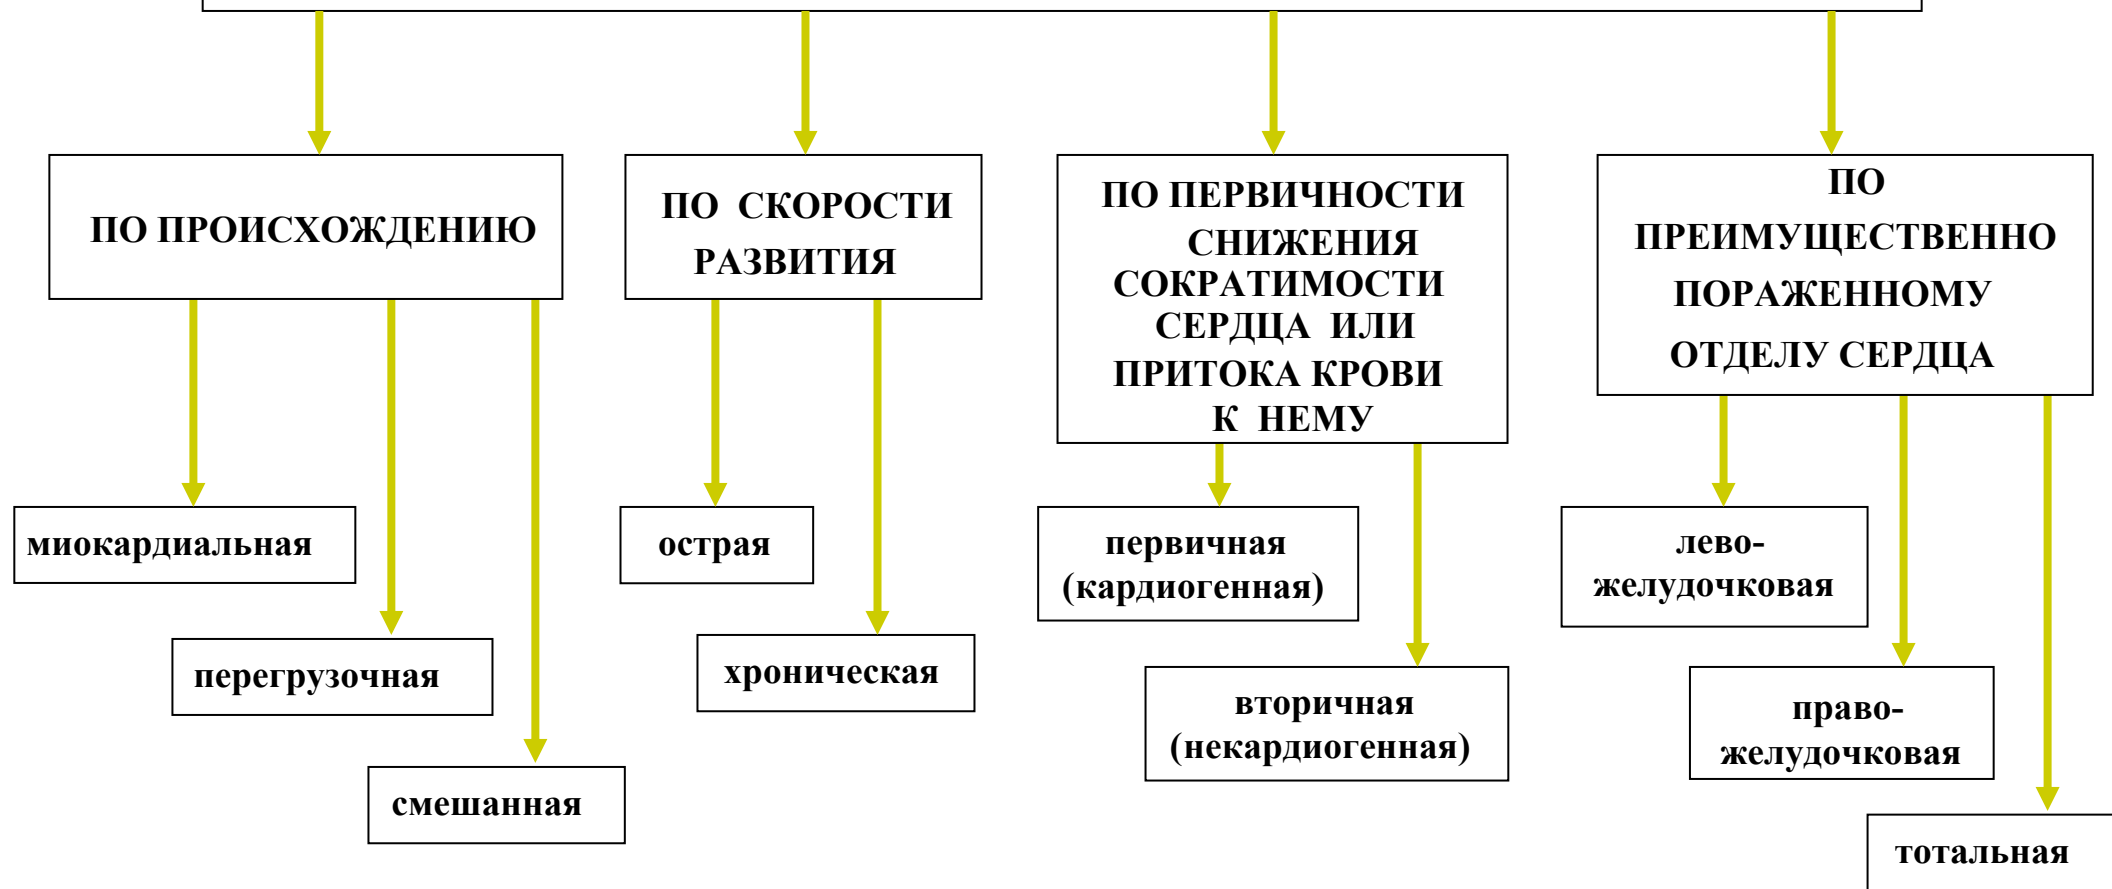 ПО ПРОИСХОЖДЕНИЮ
ПО СКОРОСТИ
РАЗВИТИЯ
ПО ПЕРВИЧНОСТИ
СНИЖЕНИЯ
СОКРАТИМОСТИ
СЕРДЦА ИЛИ
ПРИТОКА КРОВИ
К НЕМУ
ПО
ПРЕИМУЩЕСТВЕННО
ПОРАЖЕННОМУ
ОТДЕЛУ СЕРДЦА
миокардиальная
перегрузочная
смешанная
острая
хроническая
первичная
(кардиогенная)
вторичная
(некардиогенная)
лево-
желудочковая
право-
желудочковая
тотальная